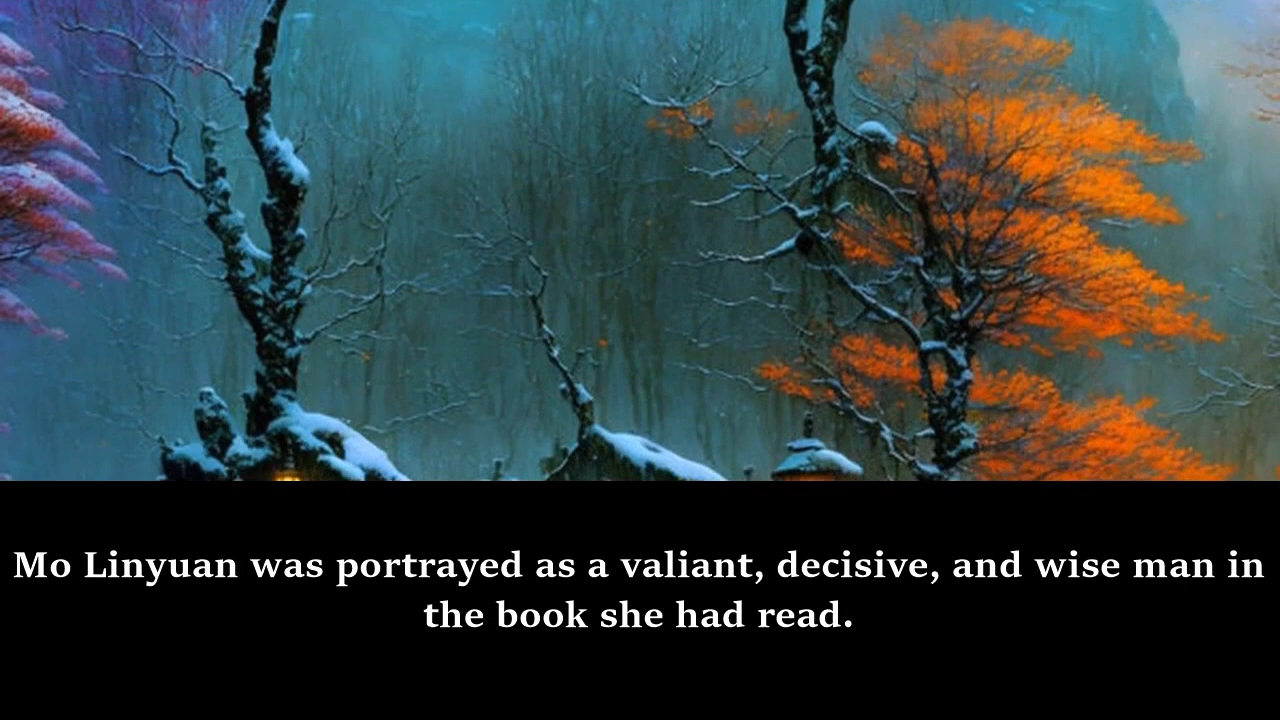 Mo Linyuan was portrayed as a valiant, decisive, and wise man in
the book she had read.